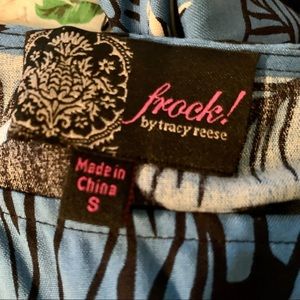 frock!
by tracy reese
Made in
China
S